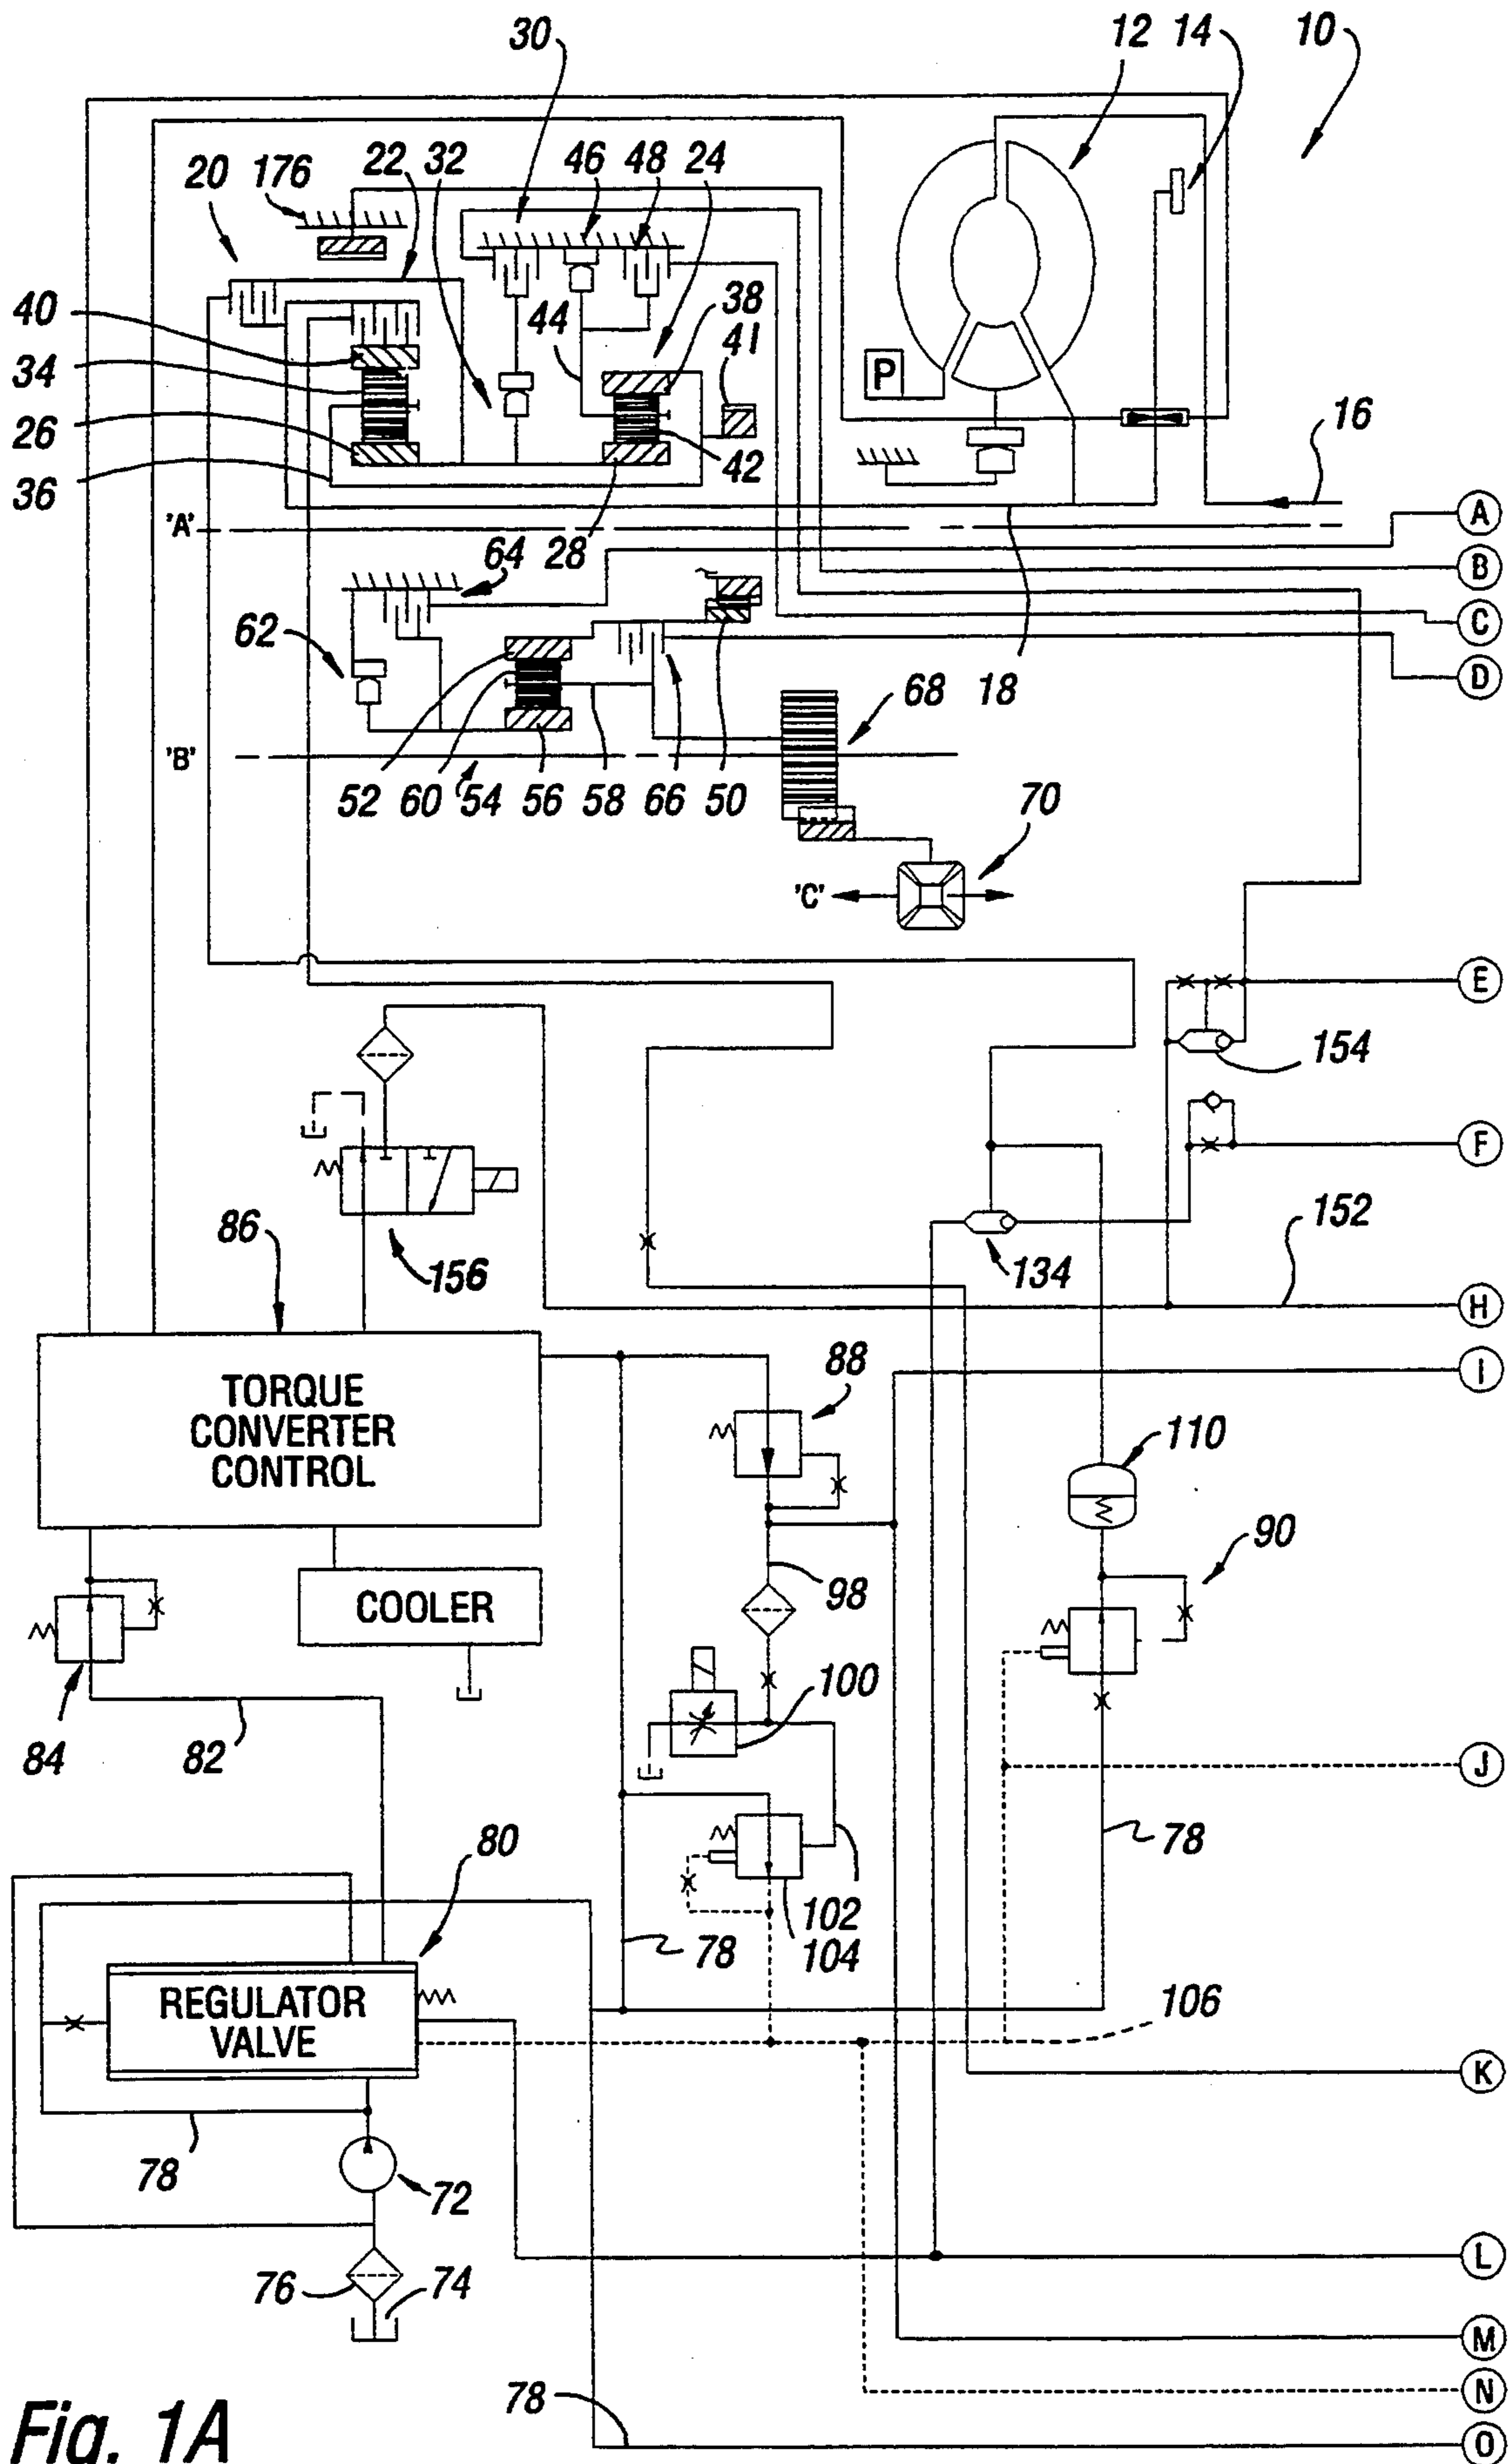 30 12 14 10
20 176 22 32 46 48 24
40 44 38
34 41
P
26 42 16
36
'A' A
64 28 B
62 C
18 D
68
'B'
52 60 54 56 58 66 50 70
'C'
E
154
F
86 152
156 134
H
88 I
TORQUE
CONVERTER
CONTROL
110
90
98
COOLER
100
84 82 J
80 78
102
78 104
REGULATOR
VALVE
106
K
78 72
L
76 74
M
78 N
Fig. 1A O